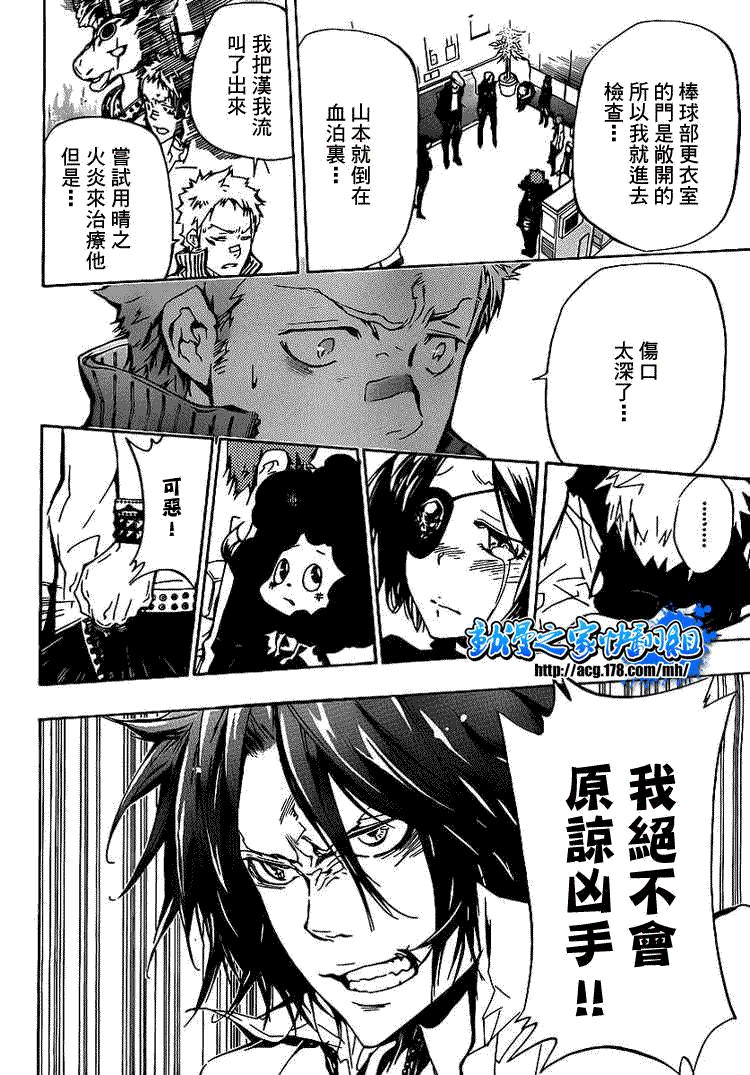 棒球部更衣室
的門是敞開的
所以我就進去
檢查…
山本就倒在
血泊裏…
我把漢我流
叫了出來
嘗試用晴之
火炎來治療他
但是…
傷口
太深了…
………
可惡!
動漫之家快翻組
http://acg.178.com/mh/
我絕不會
原諒凶手!!